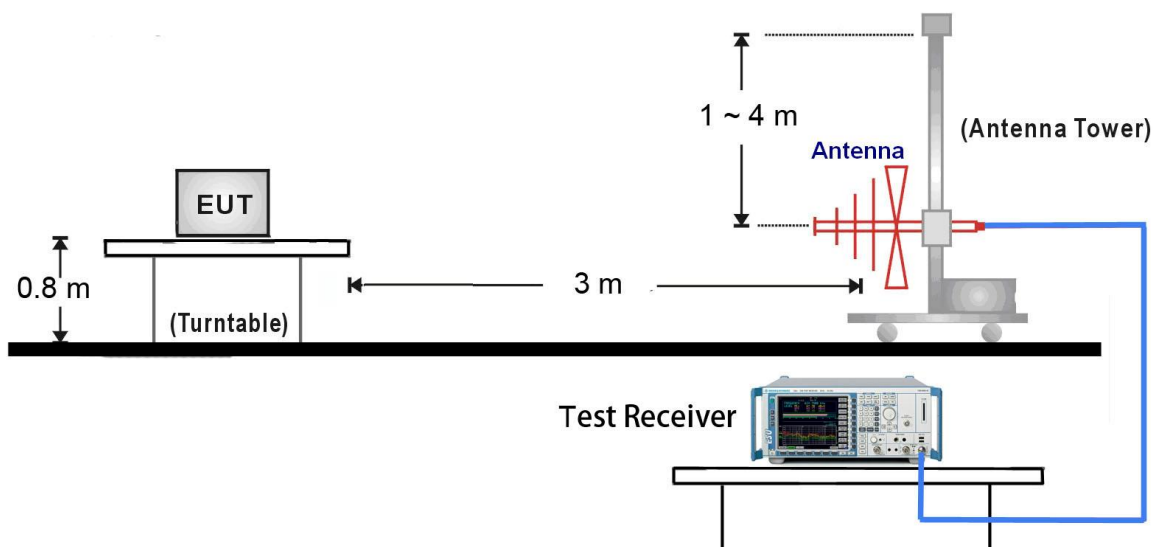 1 ~ 4 m
(Antenna Tower)
Antenna
EUT
0.8 m
3 m
(Turntable)
Test Receiver